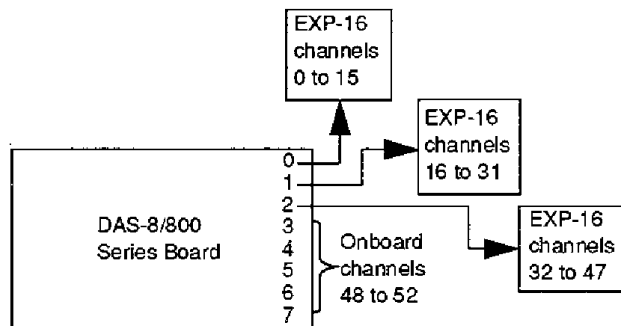 EXP-16
channels
0 to 15
EXP-16
channels
16 to 31
EXP-16
channels
32 to 47
DAS-8/800
Series Board
0
1
2
3
4
5
6
7
Onboard
channels
48 to 52